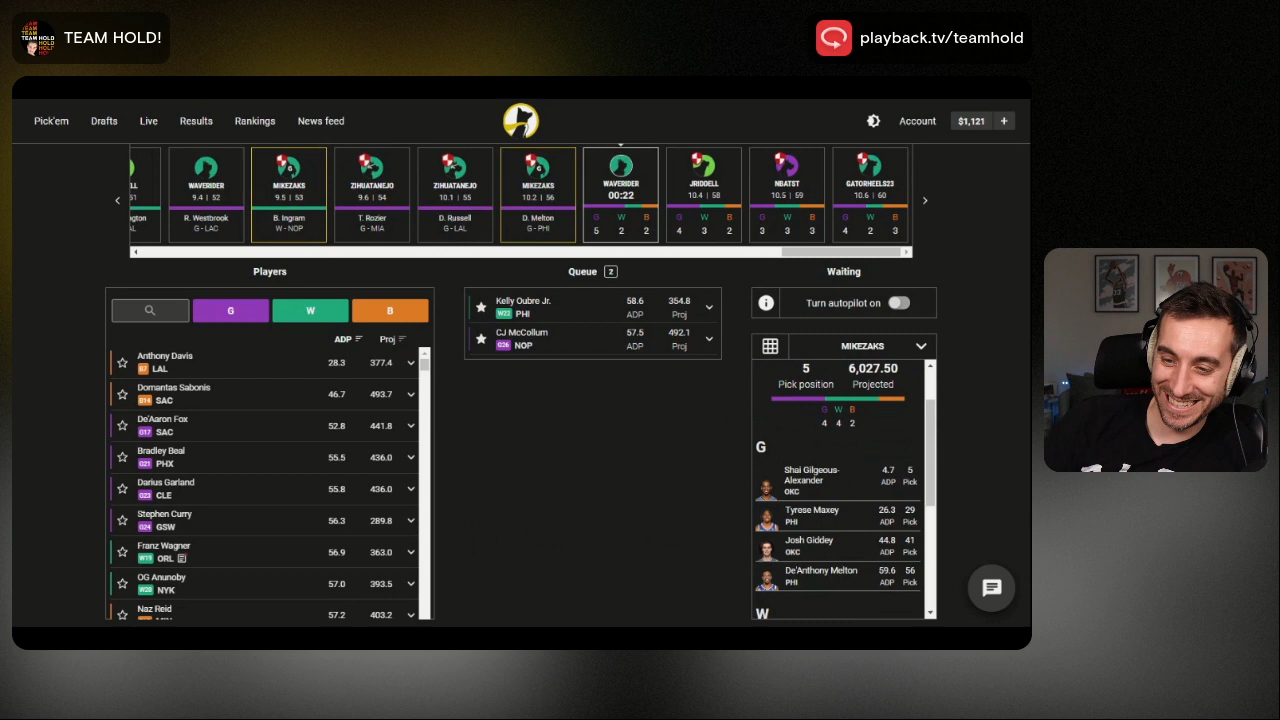 TEAM HOLD!
playback.tv/teamhold
Pick'em Drafts Live Results Rankings News feed
Account $1,121 +
WAVERIDER
9.4 | 52
R. Westbrook
G - LAC
MIKEZAKS
9.5 | 53
B. Ingram
W - NOP
ZIHUATANEJO
9.6 | 54
T. Rozier
G - MIA
ZIHUATANEJO
10.1 | 55
D. Russell
G - LAL
MIKEZAKS
10.2 | 56
D. Melton
G - PHI
WAVERIDER
00:22
G W B
5 2 2
JRIDDELL
10.4 | 58
G W B
4 3 2
NBATST
10.5 | 59
G W B
3 3 3
GATORHEELS23
10.6 | 60
G W B
4 2 3
Players
G W B
ADP Proj
Anthony Davis
B7 LAL
28.3 377.4
Domantas Sabonis
B14 SAC
46.7 493.7
De'Aaron Fox
G17 SAC
52.8 441.8
Bradley Beal
G21 PHX
55.5 436.0
Darius Garland
G23 CLE
55.8 436.0
Stephen Curry
G24 GSW
56.3 289.8
Franz Wagner
W19 ORL
56.9 363.0
OG Anunoby
W20 NYK
57.0 393.5
Naz Reid
57.2 403.2
Queue 2
Kelly Oubre Jr.
W22 PHI
58.6 354.8
ADP Proj
CJ McCollum
G26 NOP
57.5 492.1
ADP Proj
Waiting
Turn autopilot on
MIKEZAKS
5 6,027.50
Pick position Projected
G W B
4 4 2
G
Shai Gilgeous-
Alexander
OKC
4.7 5
ADP Pick
Tyrese Maxey
PHI
26.3 29
ADP Pick
Josh Giddey
OKC
44.8 41
ADP Pick
De'Anthony Melton
PHI
59.6 56
ADP Pick
W